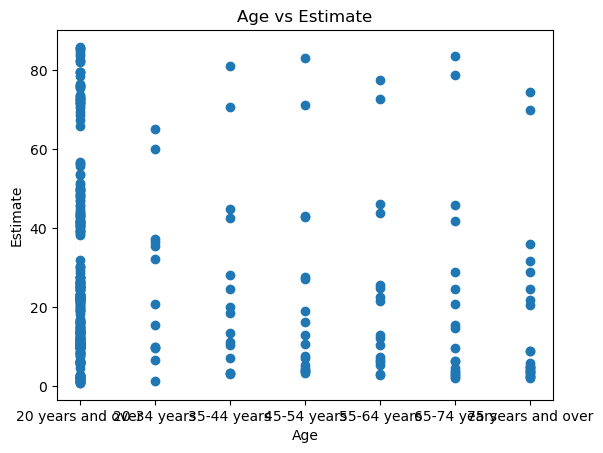 Age vs Estimate
80
60
40
20
0
Estimate
20 years and over 20-34 years 35-44 years 45-54 years 55-64 years 65-74 years 75 years and over
Age